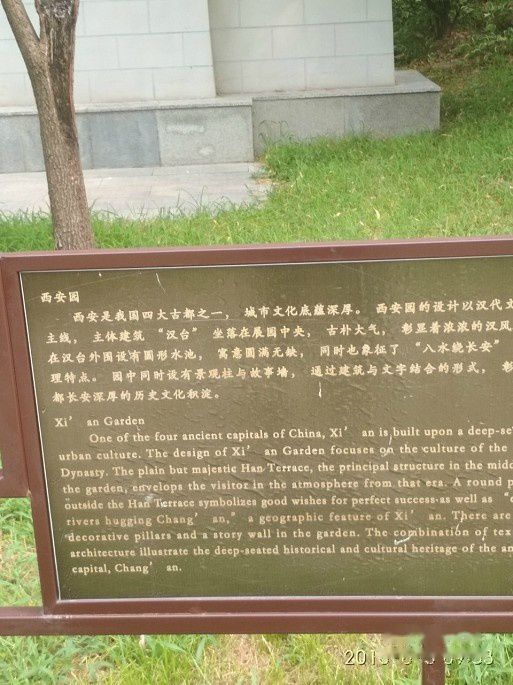 西安园
西安是我国四大古都之一，城市文化底蕴深厚。西安园的设计以汉代文
主线，主体建筑“汉台”坐落在展园中央，古朴大气，彰显着浓浓的汉风
在汉台外围设有圆形水池，寓意圆满无缺，同时也象征了“八水绕长安”
理特点。园中同时设有景观柱与故事墙，通过建筑与文字结合的形式，彰
都长安深厚的历史文化积淀。
Xi'an Garden
One of the four ancient capitals of China, Xi'an is built upon a deep-se
urban culture. The design of Xi'an Garden focuses on the culture of the
Dynasty. The plain but majestic Han Terrace, the principal structure in the midd
the garden, envelops the visitor in the atmosphere from that era. A round p
outside the Han Terrace symbolizes good wishes for perfect success as well as "e
rivers hugging Chang'an," a geographic feature of Xi'an. There are
decorative pillars and a story wall in the garden. The combination of tex
architecture illustrate the deep-seated historical and cultural heritage of the an
capital, Chang'an.